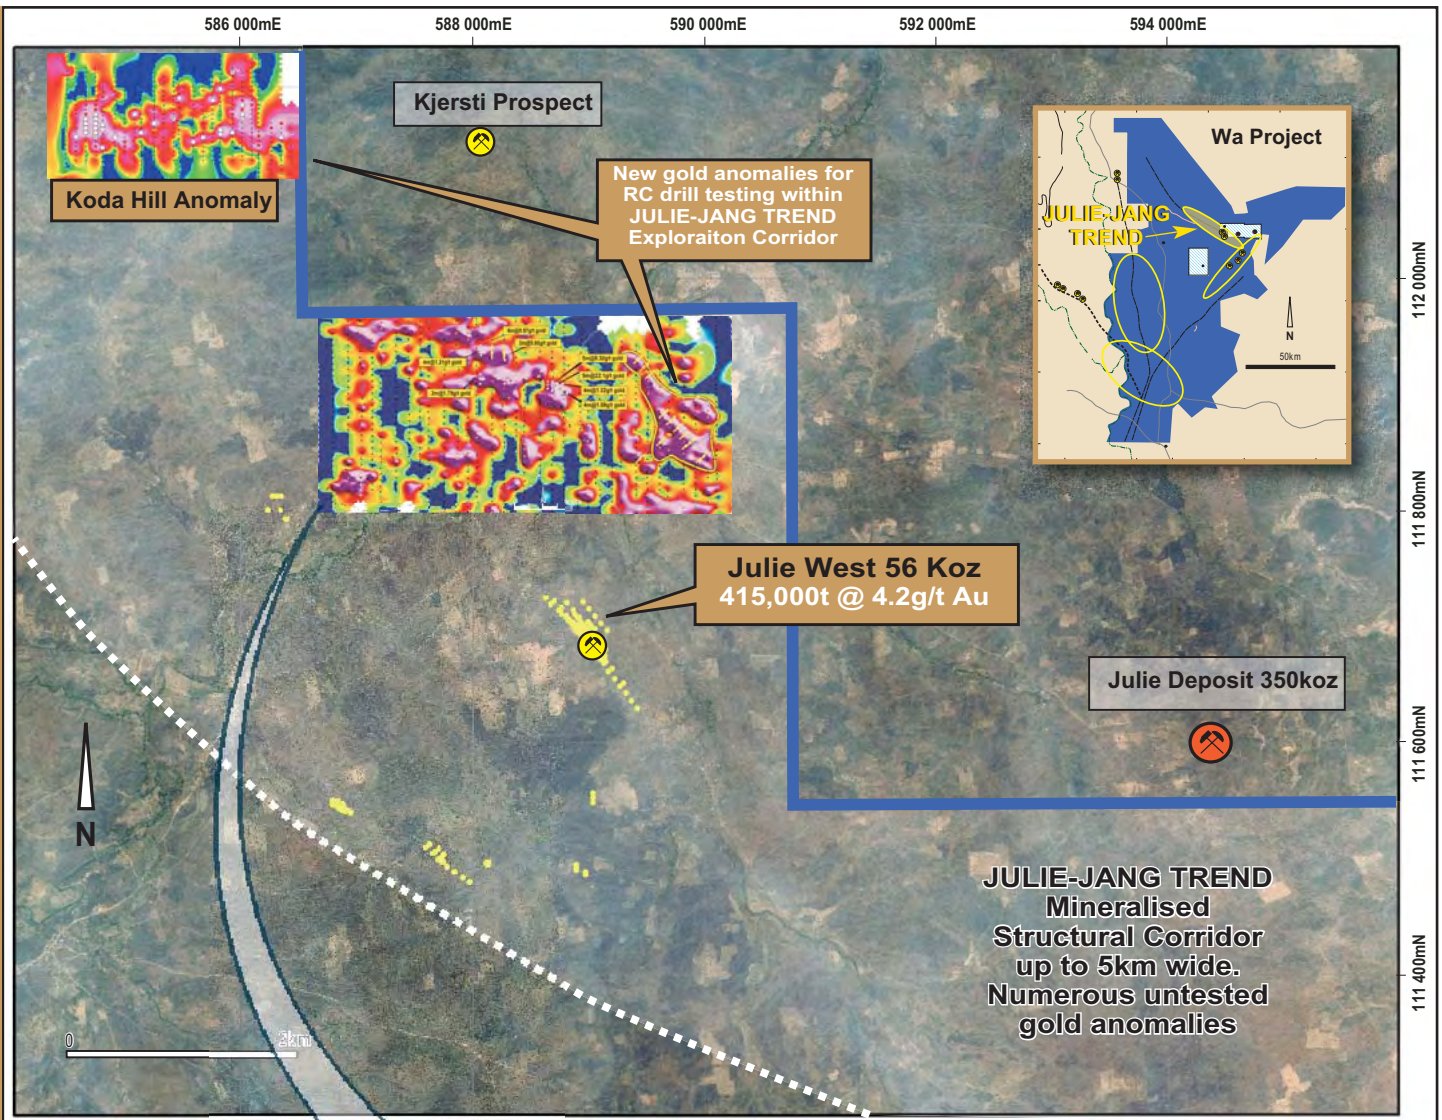 586 000mE
588 000mE
590 000mE
592 000mE
594 000mE
Kjersti Prospect
Koda Hill Anomaly
New gold anomalies for
RC drill testing within
JULIE-JANG TREND
Exploraiton Corridor
Wa Project
JULIE-JANG
TREND
N
50km
112 000mN
111 800mN
111 600mN
111 400mN
Julie West 56 Koz
415,000t @ 4.2g/t Au
Julie Deposit 350koz
N
JULIE-JANG TREND
Mineralised
Structural Corridor
up to 5km wide.
Numerous untested
gold anomalies
0
2km